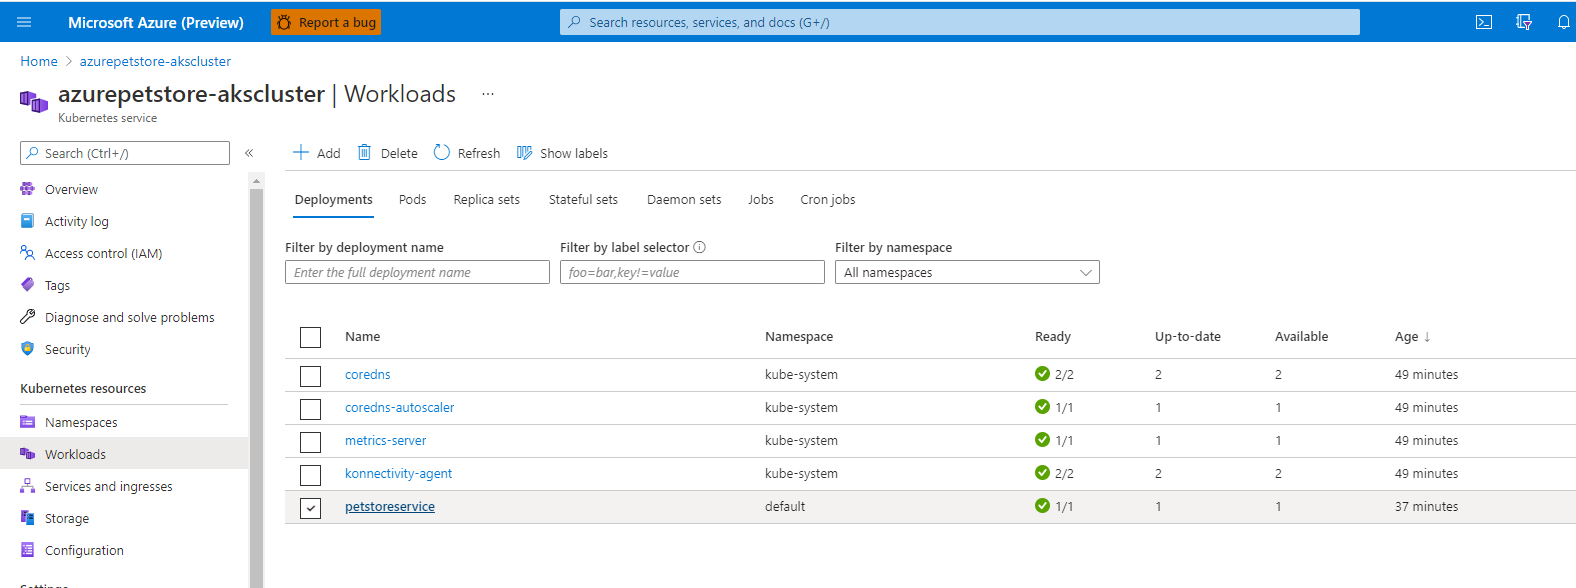 Microsoft Azure (Preview) Report a bug Search resources, services, and docs (G+/)
Home > azurepetstore-akscluster
azurepetstore-akscluster | Workloads ...
Kubernetes service
Search (Ctrl+/) «
Add Delete Refresh Show labels
Overview
Activity log
Access control (IAM)
Tags
Diagnose and solve problems
Security
Kubernetes resources
Namespaces
Workloads
Services and ingresses
Storage
Configuration
Settings
Deployments Pods Replica sets Stateful sets Daemon sets Jobs Cron jobs
Filter by deployment name Filter by label selector Filter by namespace
Enter the full deployment name foo=bar,key!=value All namespaces
Name Namespace Ready Up-to-date Available Age ↓
coredns kube-system 2/2 2 2 49 minutes
coredns-autoscaler kube-system 1/1 1 1 49 minutes
metrics-server kube-system 1/1 1 1 49 minutes
konnectivity-agent kube-system 2/2 2 2 49 minutes
petstoreservice default 1/1 1 1 37 minutes